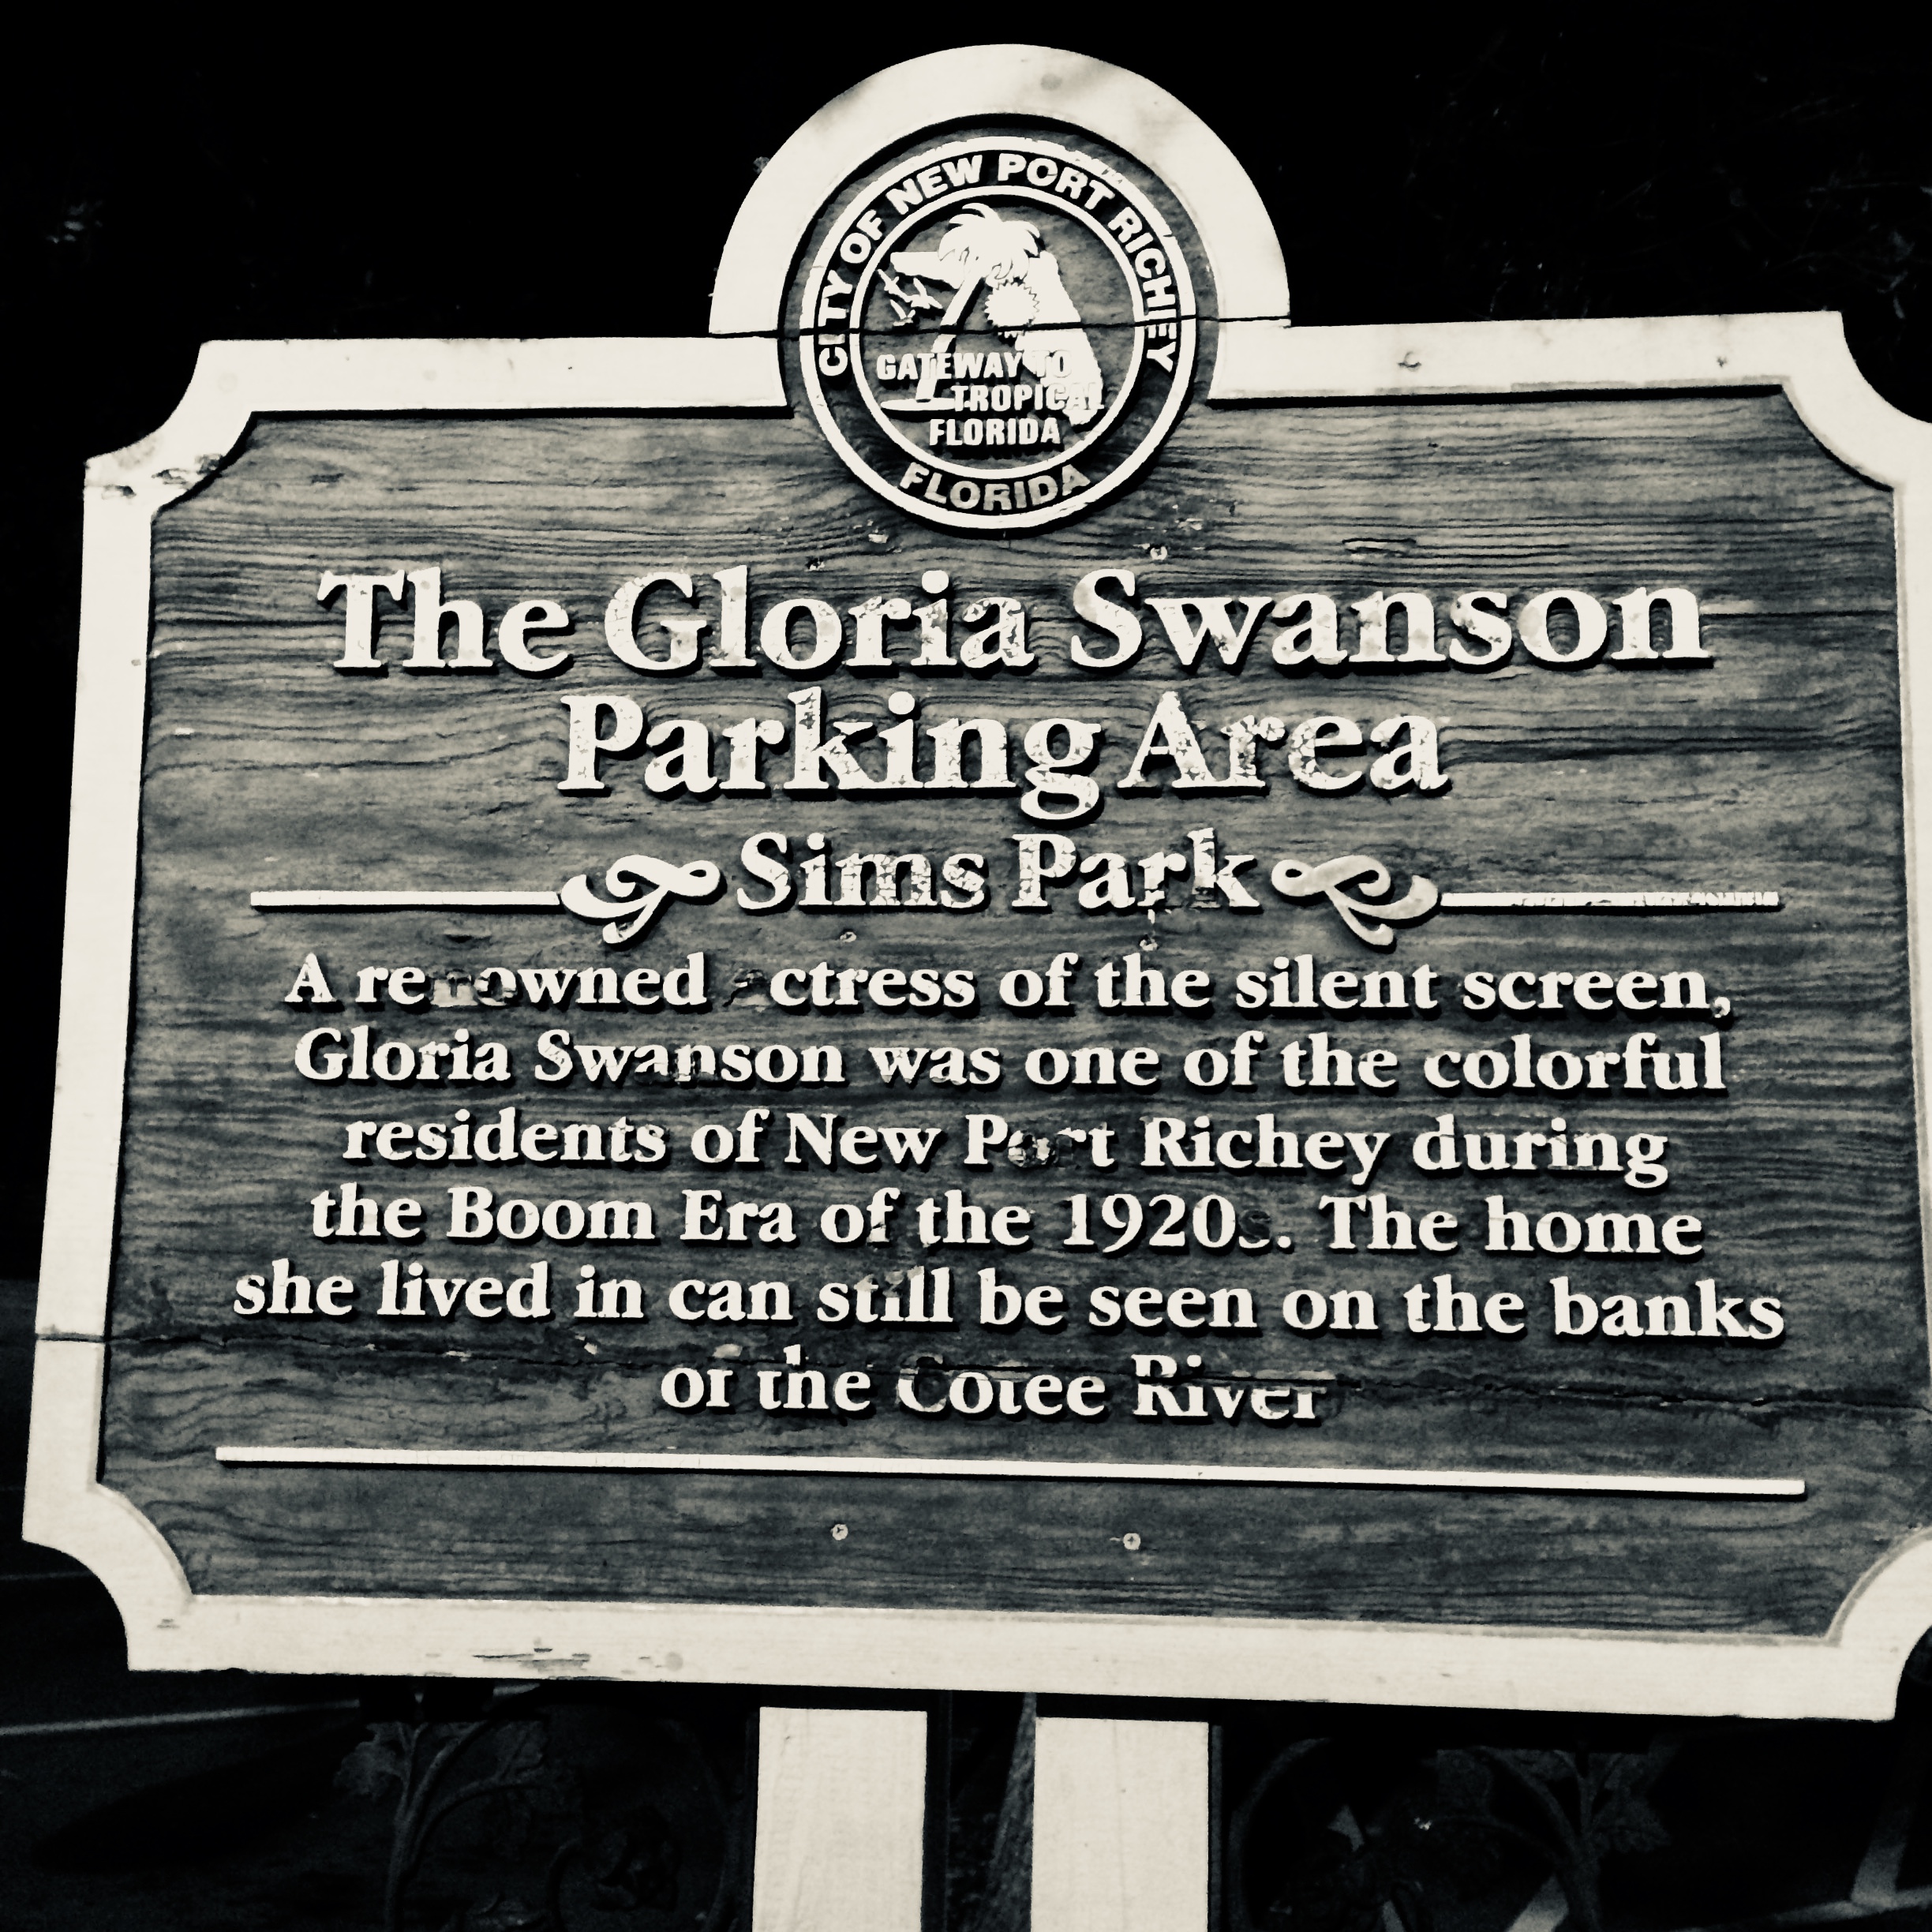 CITY OF NEW PORT RICHEY
GATEWAY TO
TROPICAL
FLORIDA
FLORIDA
The Gloria Swanson
Parking Area
Sims Park
A renowned actress of the silent screen,
Gloria Swanson was one of the colorful
residents of New Port Richey during
the Boom Era of the 1920s. The home
she lived in can still be seen on the banks
of the Cotee River